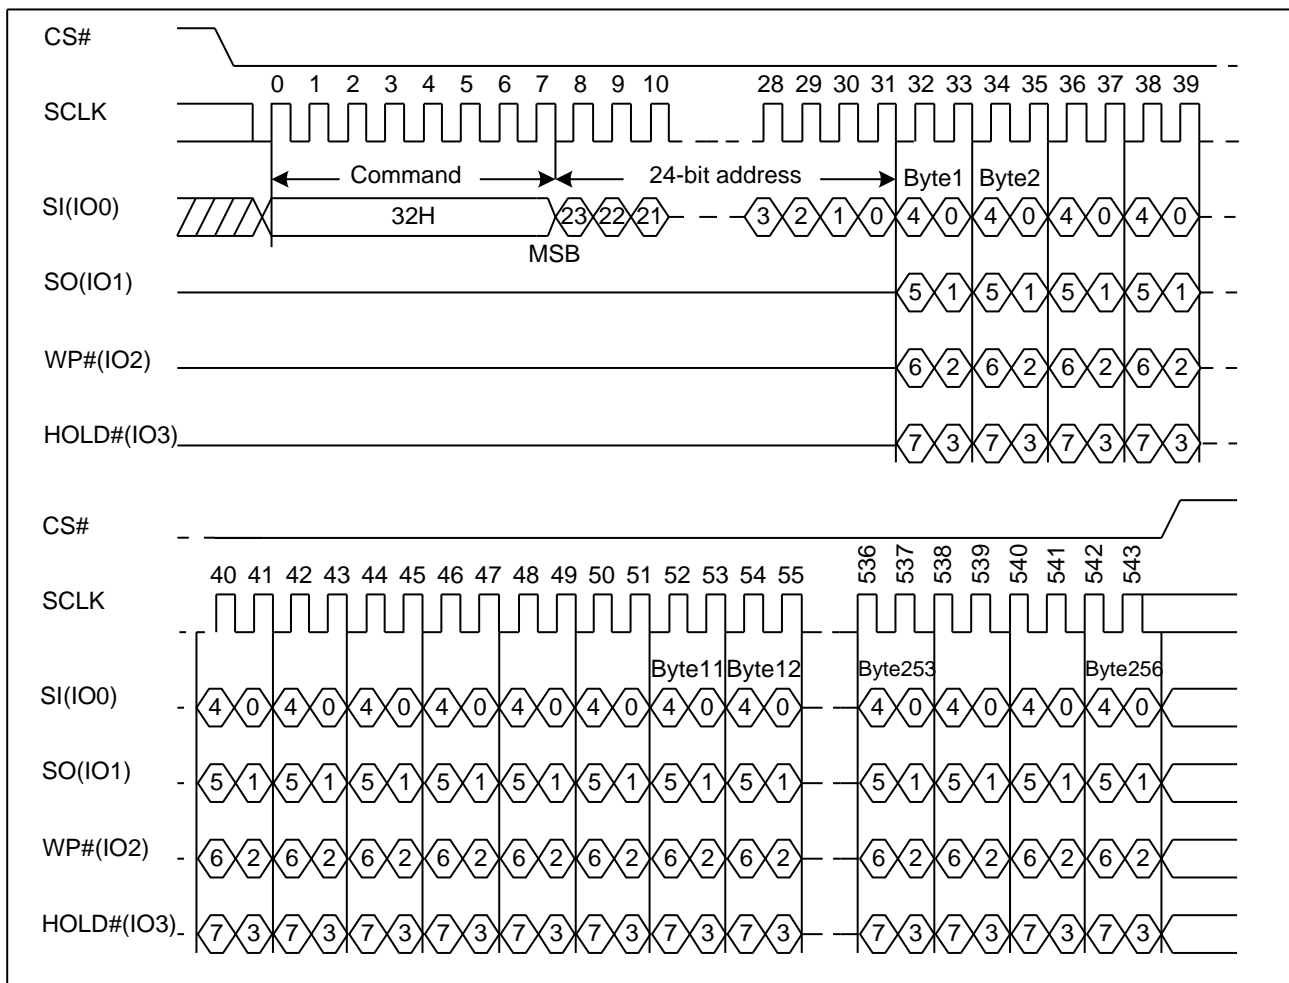 CS#
0 1 2 3 4 5 6 7 8 9 10 28 29 30 31 32 33 34 35 36 37 38 39
SCLK
Command 24-bit address Byte1 Byte2
SI(IO0) 32H 23 22 21 3 2 1 0 4 0 4 0 4 0 4 0
MSB
SO(IO1) 5 1 5 1 5 1 5 1
WP#(IO2) 6 2 6 2 6 2 6 2
HOLD#(IO3) 7 3 7 3 7 3 7 3
CS#
40 41 42 43 44 45 46 47 48 49 50 51 52 53 54 55 536 537 538 539 540 541 542 543
SCLK
Byte11 Byte12 Byte253 Byte256
SI(IO0) 4 0 4 0 4 0 4 0 4 0 4 0 4 0 4 0 4 0 4 0 4 0 4 0
SO(IO1) 5 1 5 1 5 1 5 1 5 1 5 1 5 1 5 1 5 1 5 1 5 1 5 1
WP#(IO2) 6 2 6 2 6 2 6 2 6 2 6 2 6 2 6 2 6 2 6 2 6 2 6 2
HOLD#(IO3) 7 3 7 3 7 3 7 3 7 3 7 3 7 3 7 3 7 3 7 3 7 3 7 3